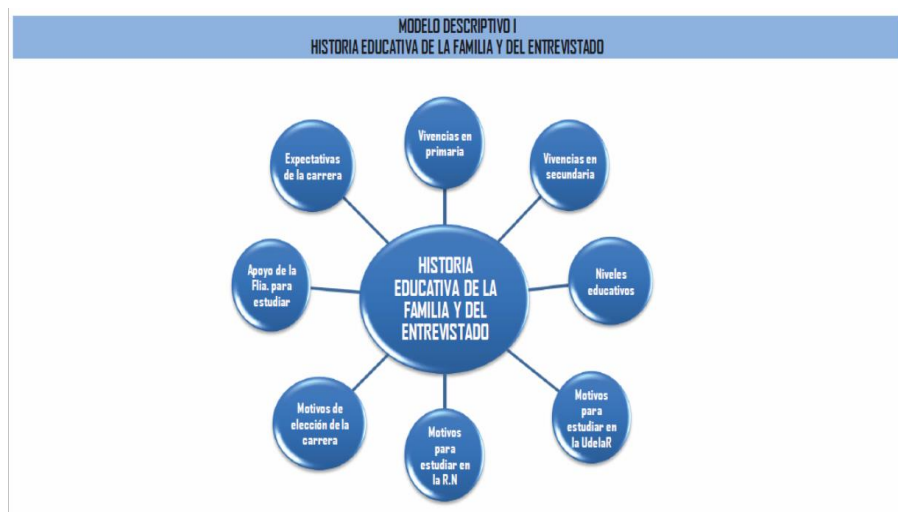 MODELO DESCRIPTIVO I
HISTORIA EDUCATIVA DE LA FAMILIA Y DEL ENTREVISTADO
Vivencias en
primaria
Vivencias en
secundaria
Niveles
educativos
Motivos
para
estudiar en
la UdelaR
Motivos
para
estudiar en
la R.N
Motivos de
elección de la
carrera
Apoyo de la
Flia. para
estudiar
Expectativas
de la carrera
HISTORIA
EDUCATIVA DE LA
FAMILIA Y DEL
ENTREVISTADO